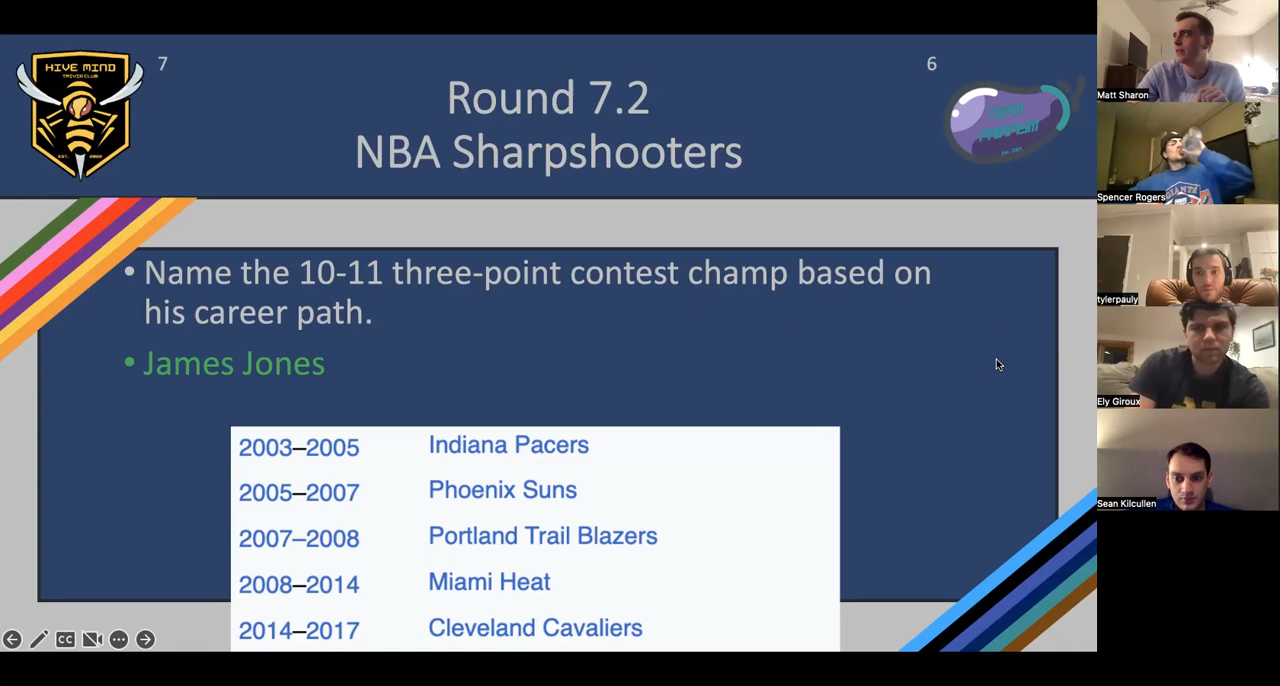 HIVE MIND
TRIVIA CLUB
7
Round 7.2
NBA Sharpshooters
6
• Name the 10-11 three-point contest champ based on
his career path.
• James Jones
2003–2005 Indiana Pacers
2005–2007 Phoenix Suns
2007–2008 Portland Trail Blazers
2008–2014 Miami Heat
2014–2017 Cleveland Cavaliers
CC
Matt Sharon
GIANTS
Spencer Rogers
tylerpauly
Ely Giroux
Sean Kilcullen